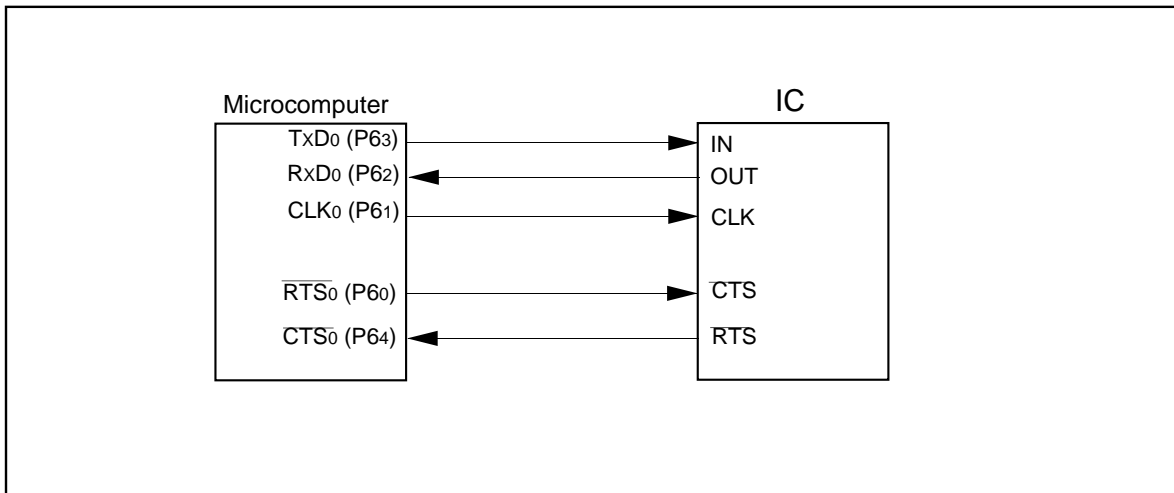 Microcomputer
TxD0 (P63)
RxD0 (P62)
CLK0 (P61)
RTS0 (P60)
CTS0 (P64)
IC
IN
OUT
CLK
CTS
RTS